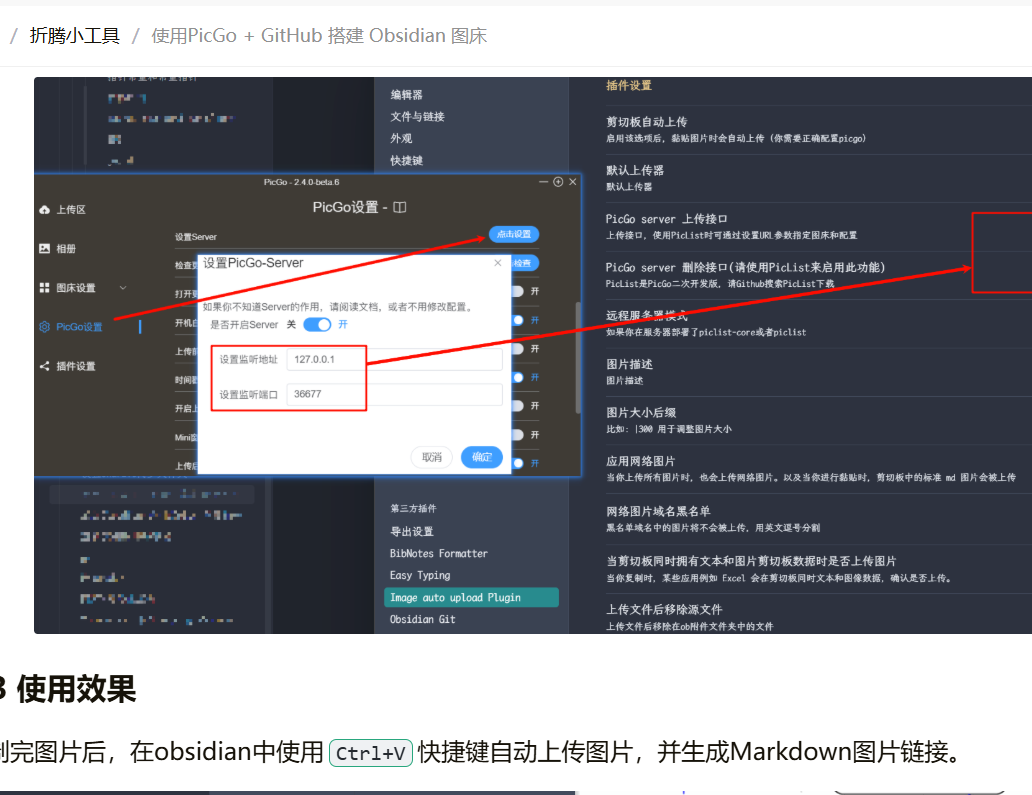 / 折腾小工具 / 使用PicGo + GitHub 搭建 Obsidian 图床
编辑器
文件与链接
外观
快捷键
插件设置
剪切板自动上传
启用该选项后，黏贴图片时会自动上传（你需要正确配置picgo）
默认上传器
默认上传器
PicGo server 上传接口
上传接口，使用PicList时可通过设置URL参数指定图床和配置
PicGo server 删除接口(请使用PicList来启用此功能)
PicList是PicGo二次开发版，请Github搜索PicList下载
远程服务器模式
如果你在服务器部署了piclist-core或者piclist
图片描述
图片描述
图片大小后缀
比如：|300 用于调整图片大小
应用网络图片
当你上传所有图片时，也会上传网络图片。以及当你进行黏贴时，剪切板中的标准 md 图片会被上传
网络图片域名黑名单
黑名单域名中的图片将不会被上传，用英文逗号分割
当剪切板同时拥有文本和图片剪切板数据时是否上传图片
当你复制时，某些应用例如 Excel 会在剪切板同时文本和图像数据，确认是否上传。
上传文件后移除源文件
上传文件后移除在ob附件文件夹中的文件
PicGo - 2.4.0-beta.6
PicGo设置 -
上传区
相册
图床设置
PicGo设置
插件设置
设置Server
点击设置
检查
打开
开
开机
开
上传
开
时间
开
开启
开
Mini
开
上传
开
设置PicGo-Server
如果你不知道Server的作用，请阅读文档，或者不用修改配置。
是否开启Server 关 开
设置监听地址 127.0.0.1
设置监听端口 36677
取消 确定
第三方插件
导出设置
BibNotes Formatter
Easy Typing
Image auto upload Plugin
Obsidian Git
3 使用效果
完图片后，在obsidian中使用 Ctrl+V 快捷键自动上传图片，并生成Markdown图片链接。